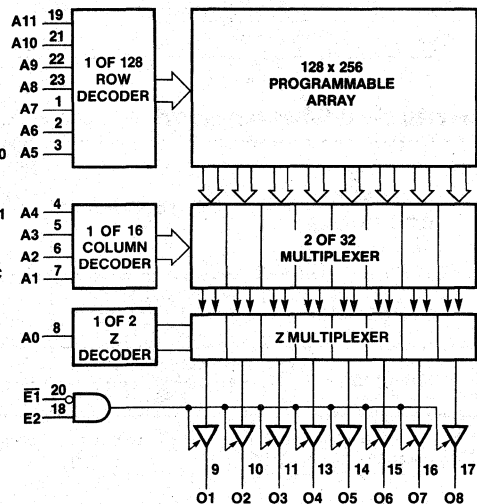 A11 19
A10 21
A9 22
A8 23
A7 1
A6 2
A5 3
1 OF 128
ROW
DECODER
128 x 256
PROGRAMMABLE
ARRAY
0
1
A4 4
A3 5
A2 6
A1 7
1 OF 16
COLUMN
DECODER
2 OF 32
MULTIPLEXER
A0 8
1 OF 2
Z
DECODER
Z MULTIPLEXER
E1 20
E2 18
9 10 11 13 14 15 16 17
O1 O2 O3 O4 O5 O6 O7 O8